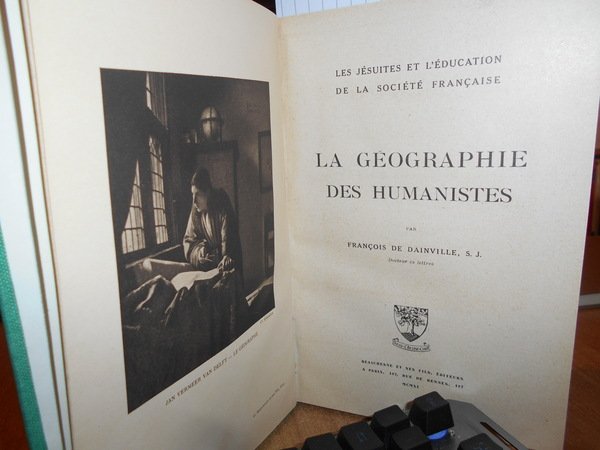 JAN VERMEER VAN DELFT — LE GÉOGRAPHE
LES JÉSUITES ET L'ÉDUCATION
DE LA SOCIÉTÉ FRANÇAISE
LA GÉOGRAPHIE
DES HUMANISTES
PAR
FRANÇOIS DE DAINVILLE, S. J.
Docteur ès lettres
BEAUCHESNE ET SES FILS, ÉDITEURS
A PARIS, 117, RUE DE RENNES, 117
MCMXL